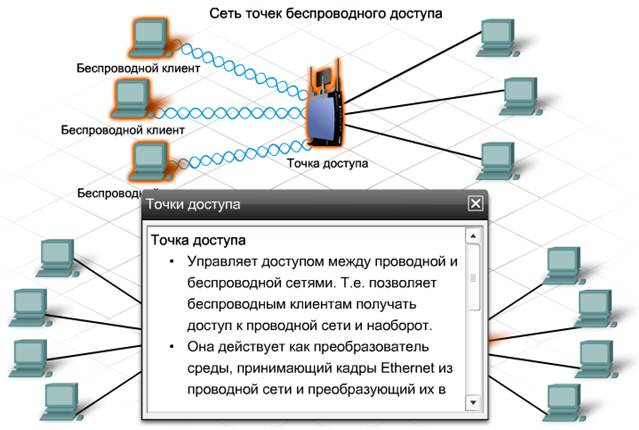 Сеть точек беспроводного доступа
Беспроводной клиент
Беспроводной клиент
Точка доступа
Точки доступа
Точка доступа
• Управляет доступом между проводной и
беспроводной сетями. Т.е. позволяет
беспроводным клиентам получать
доступ к проводной сети и наоборот.
• Она действует как преобразователь
среды, принимающий кадры Ethernet из
проводной сети и преобразующий их в